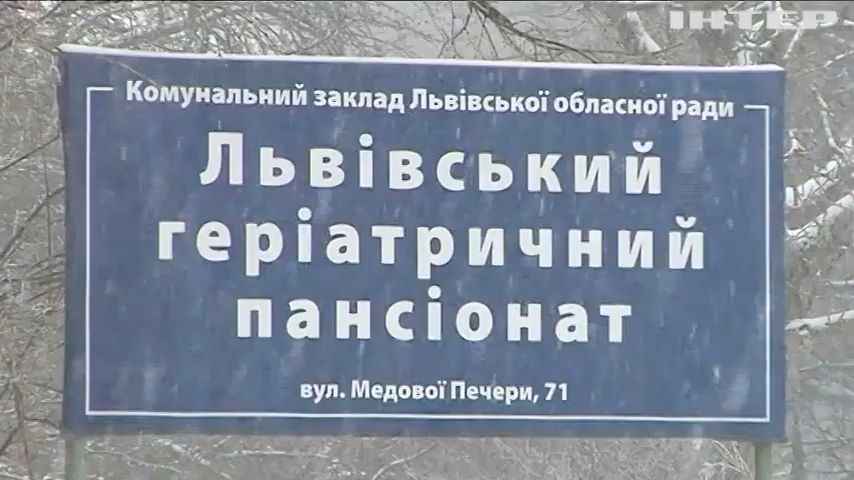 ІНТЕР
Комунальний заклад Львівської обласної ради
Львівський
геріатричний
пансіонат
вул. Медової Печери, 71